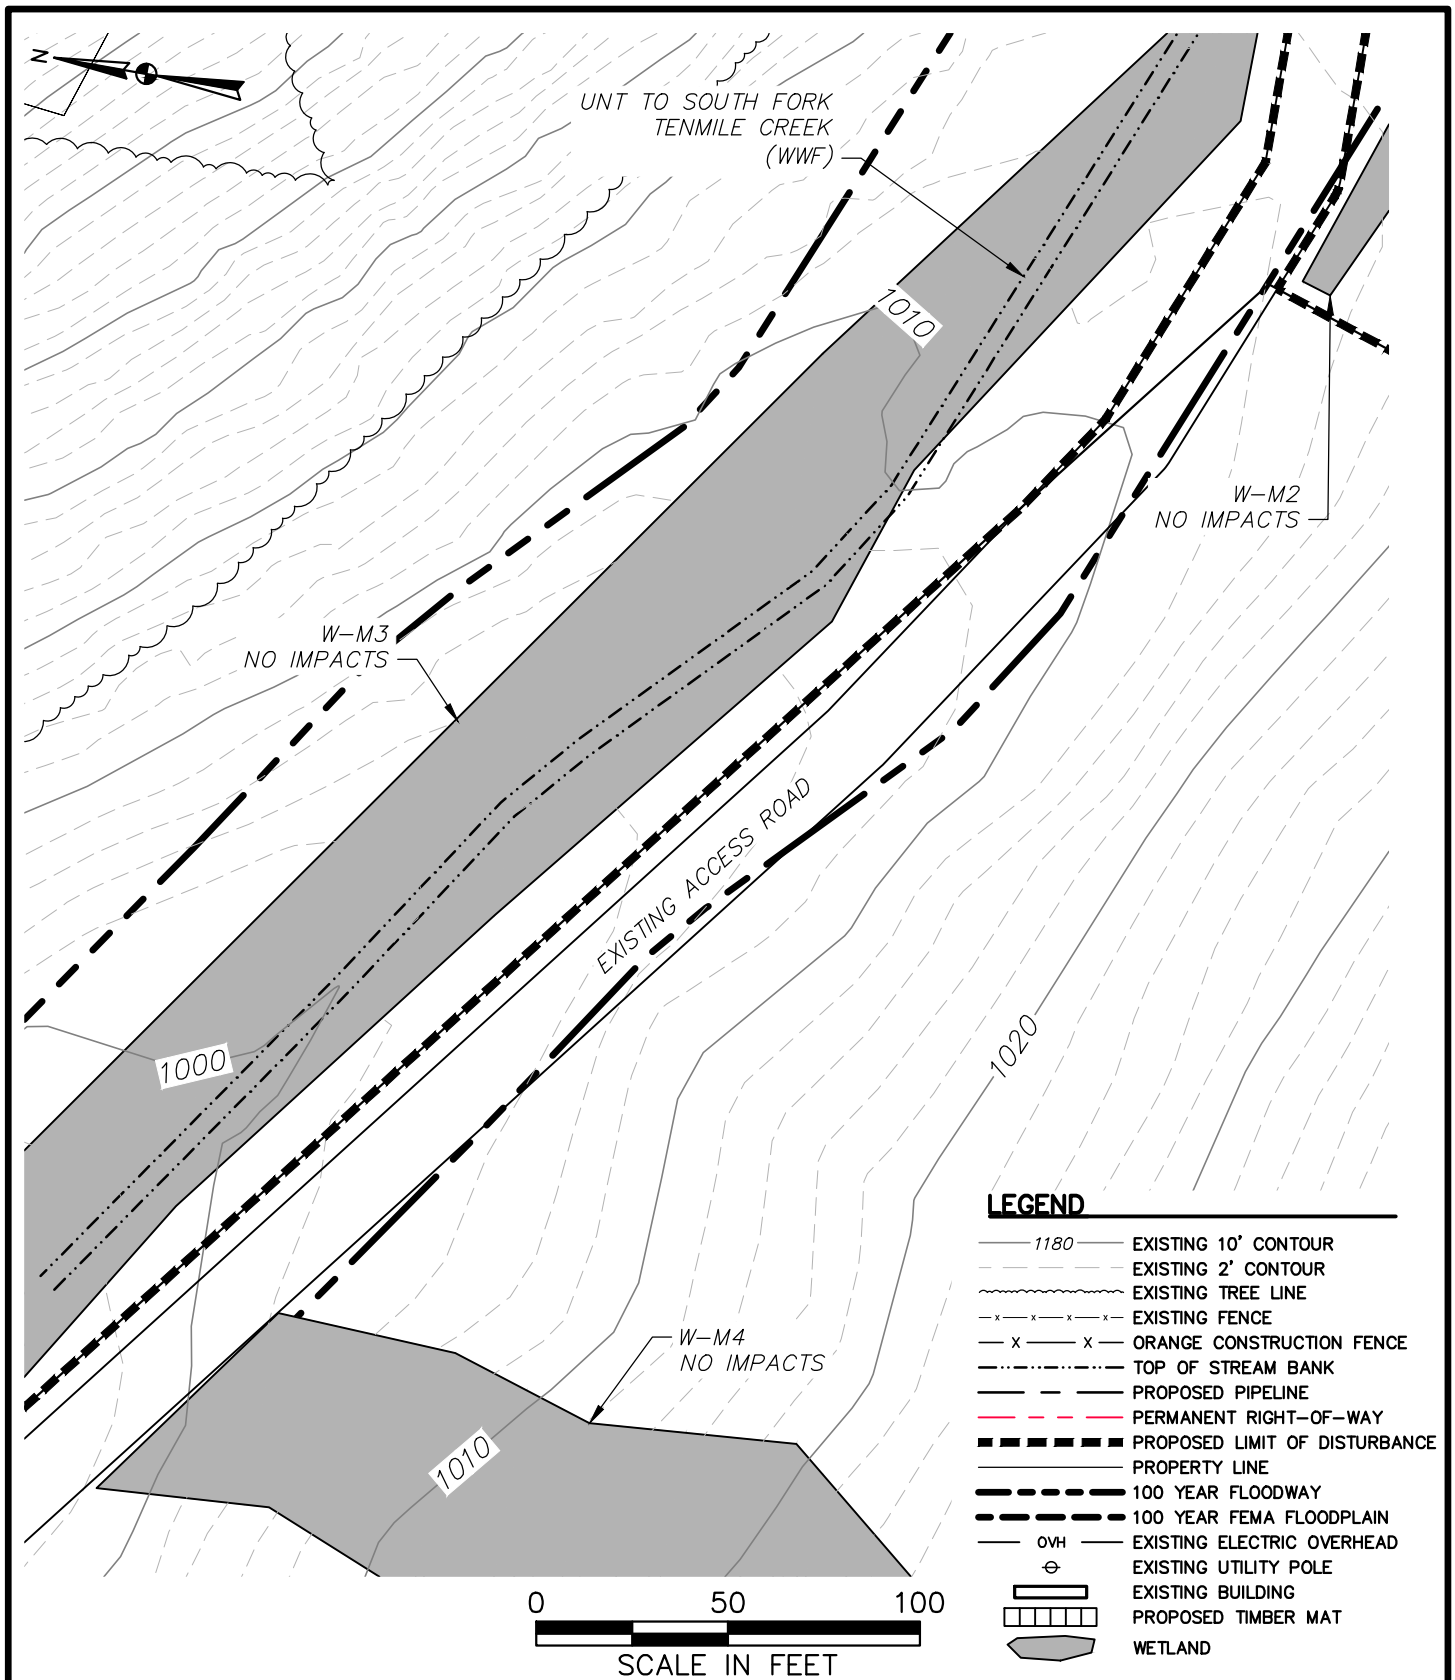 N
UNT TO SOUTH FORK
TENMILE CREEK
(WWF)
1010
W-M2
NO IMPACTS
W-M3
NO IMPACTS
EXISTING ACCESS ROAD
1020
1000
W-M4
NO IMPACTS
1010
LEGEND
1180 EXISTING 10' CONTOUR
EXISTING 2' CONTOUR
EXISTING TREE LINE
x x x x EXISTING FENCE
X X ORANGE CONSTRUCTION FENCE
TOP OF STREAM BANK
PROPOSED PIPELINE
PERMANENT RIGHT-OF-WAY
PROPOSED LIMIT OF DISTURBANCE
PROPERTY LINE
100 YEAR FLOODWAY
100 YEAR FEMA FLOODPLAIN
OVH EXISTING ELECTRIC OVERHEAD
EXISTING UTILITY POLE
EXISTING BUILDING
PROPOSED TIMBER MAT
WETLAND
0 50 100
SCALE IN FEET